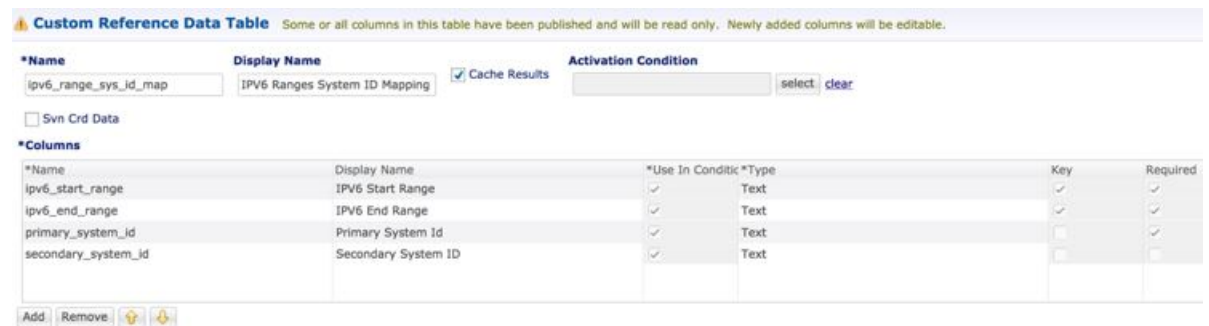 Custom Reference Data Table Some or all columns in this table have been published and will be read only. Newly added columns will be editable.
*Name Display Name Activation Condition
ipv6_range_sys_id_map IPV6 Ranges System ID Mapping Cache Results select clear
Svn Crd Data
*Columns
*Name Display Name *Use In Conditic *Type Key Required
ipv6_start_range IPV6 Start Range Text
ipv6_end_range IPV6 End Range Text
primary_system_id Primary System Id Text
secondary_system_id Secondary System ID Text
Add Remove